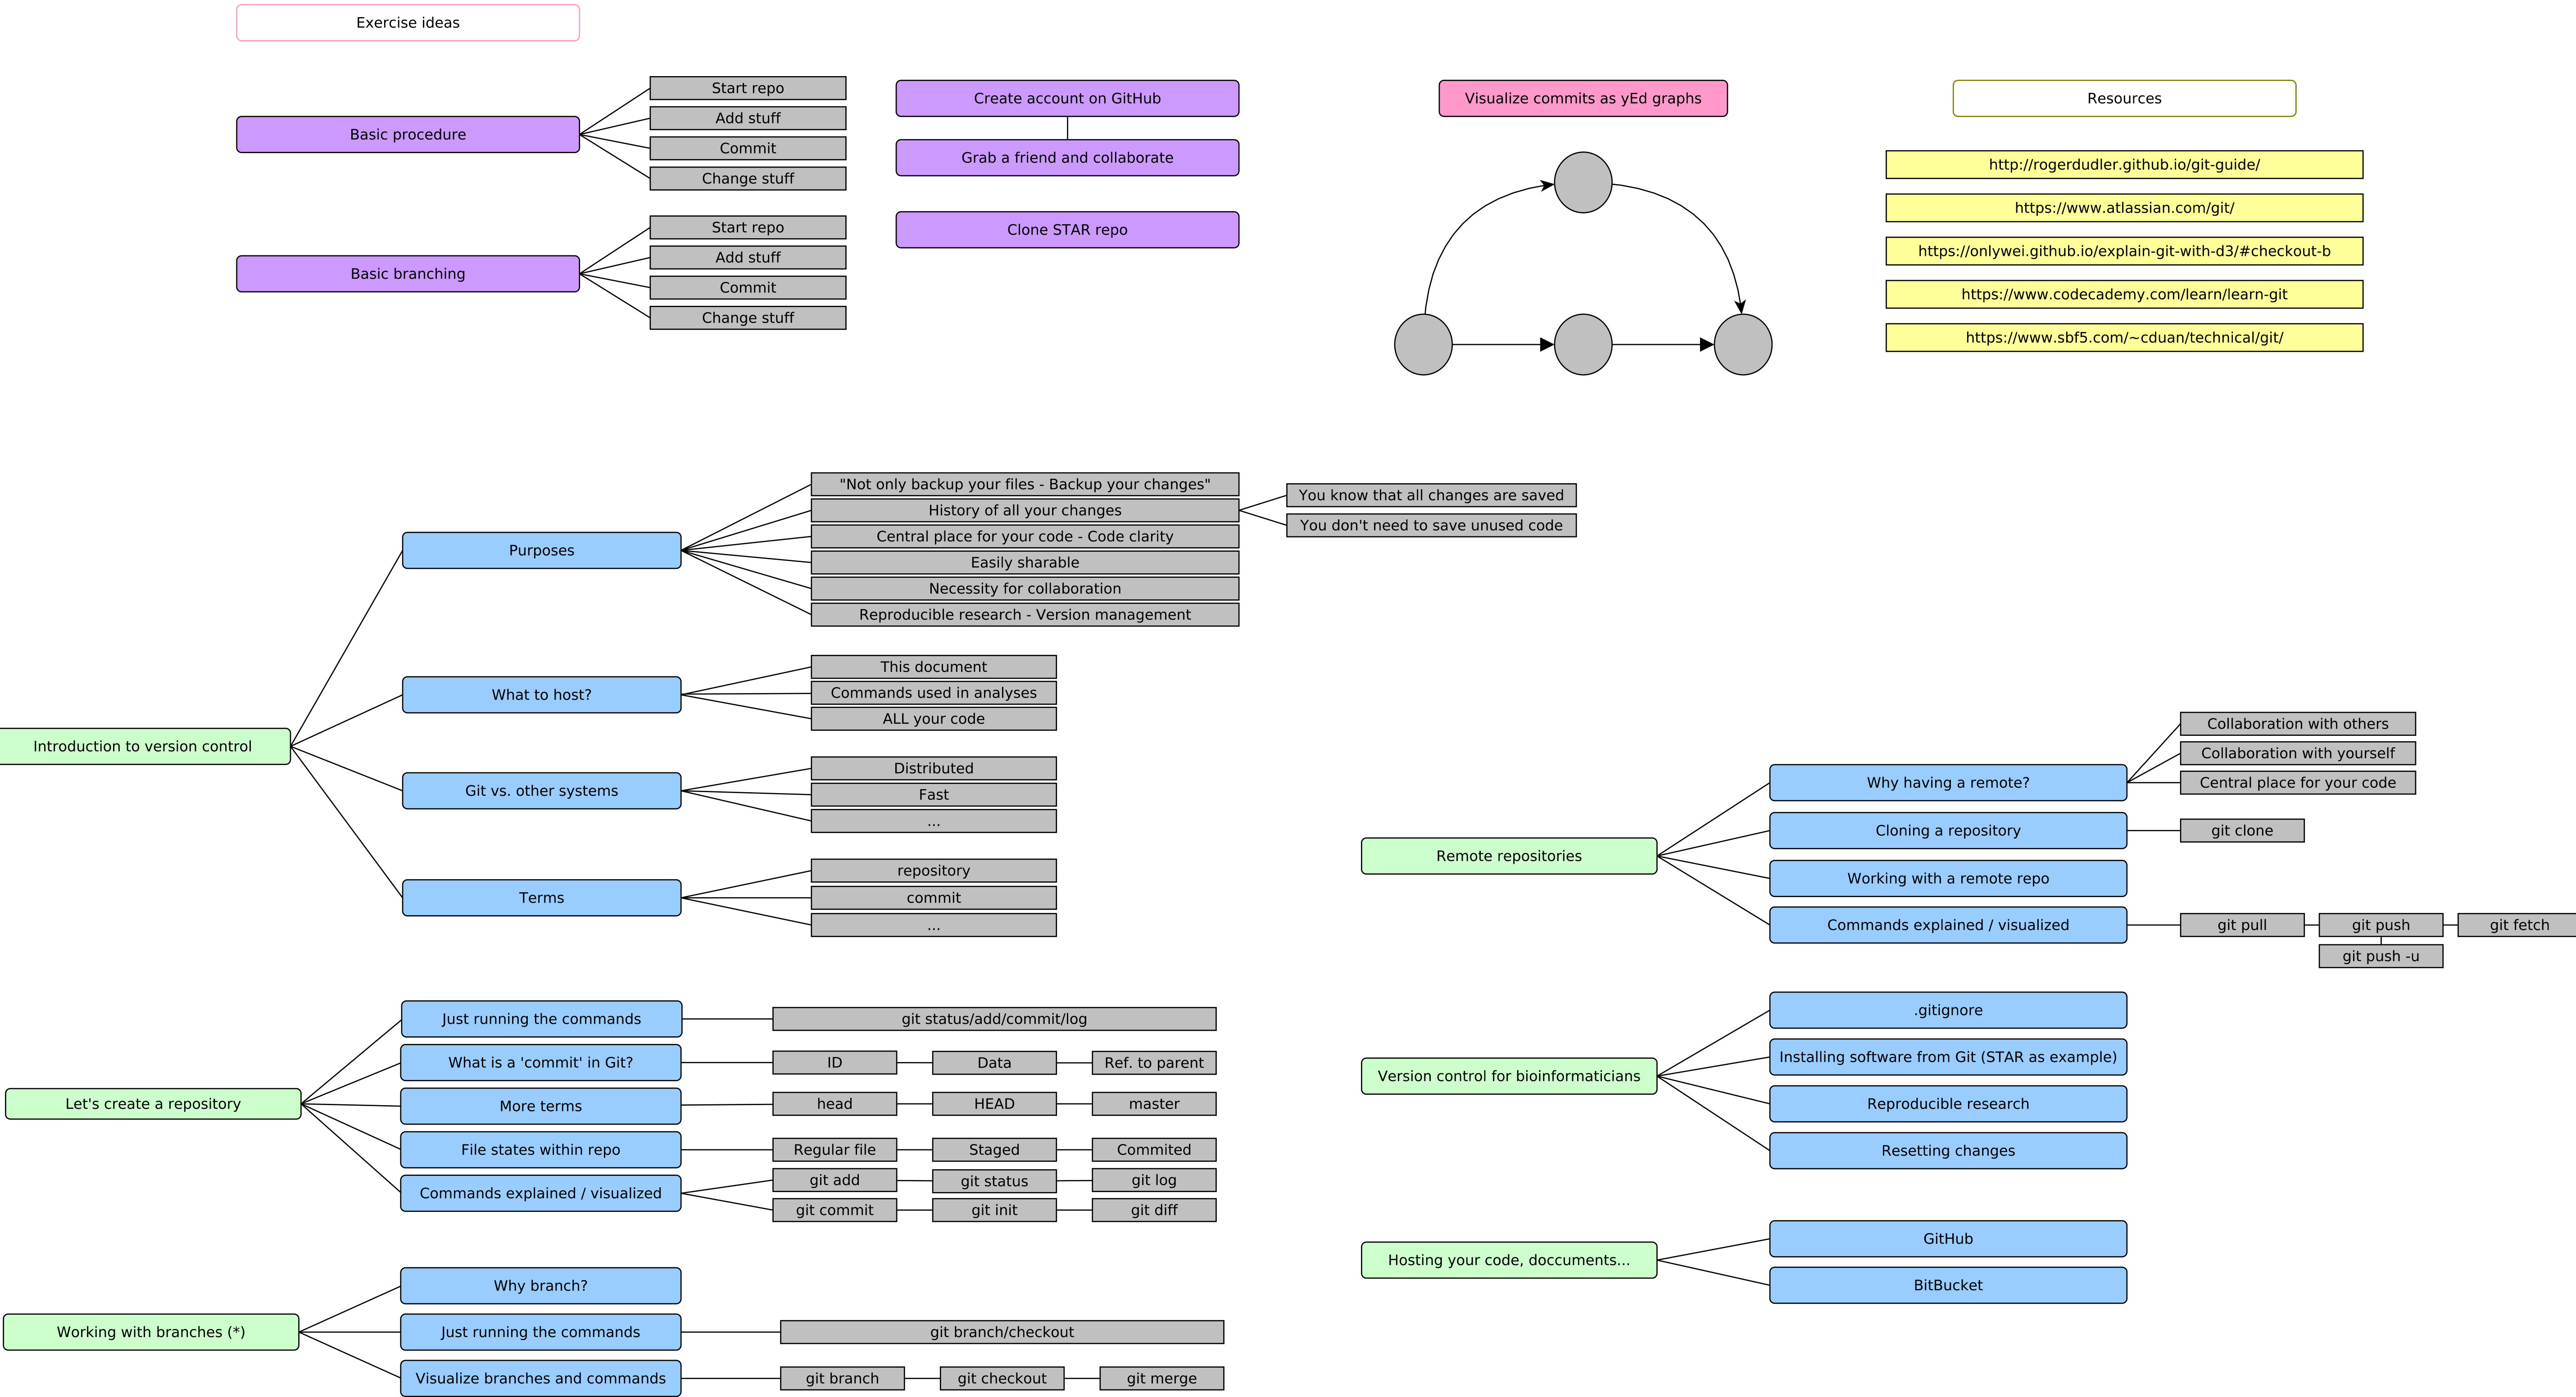 Exercise ideas
Basic procedure
Start repo
Add stuff
Commit
Change stuff
Basic branching
Start repo
Add stuff
Commit
Change stuff
Create account on GitHub
Grab a friend and collaborate
Clone STAR repo
Visualize commits as yEd graphs
Resources
http://rogerdudler.github.io/git-guide/
https://www.atlassian.com/git/
https://onlywei.github.io/explain-git-with-d3/#checkout-b
https://www.codecademy.com/learn/learn-git
https://www.sbf5.com/~cduan/technical/git/
Introduction to version control
Purposes
"Not only backup your files - Backup your changes"
History of all your changes
You know that all changes are saved
You don't need to save unused code
Central place for your code - Code clarity
Easily sharable
Necessity for collaboration
Reproducible research - Version management
What to host?
This document
Commands used in analyses
ALL your code
Git vs. other systems
Distributed
Fast
...
Terms
repository
commit
...
Let's create a repository
Just running the commands
git status/add/commit/log
What is a 'commit' in Git?
ID
Data
Ref. to parent
More terms
head
HEAD
master
File states within repo
Regular file
Staged
Commited
Commands explained / visualized
git add
git status
git log
git commit
git init
git diff
Working with branches (*)
Why branch?
Just running the commands
git branch/checkout
Visualize branches and commands
git branch
git checkout
git merge
Remote repositories
Why having a remote?
Collaboration with others
Collaboration with yourself
Central place for your code
Cloning a repository
git clone
Working with a remote repo
Commands explained / visualized
git pull
git push
git fetch
git push -u
Version control for bioinformaticians
.gitignore
Installing software from Git (STAR as example)
Reproducible research
Resetting changes
Hosting your code, doccuments...
GitHub
BitBucket